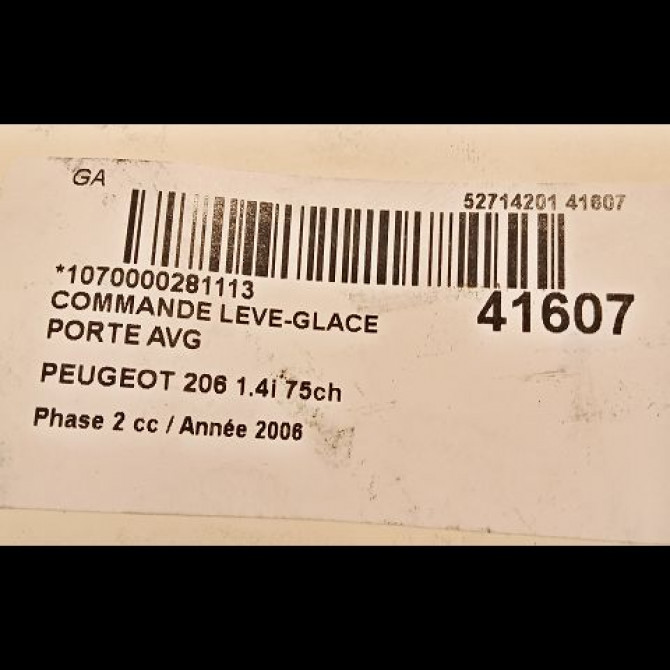 GA
52714201 41607
*1070000281113
41607
COMMANDE LEVE-GLACE
PORTE AVG
PEUGEOT 206 1.4i 75ch
Phase 2 cc / Année 2006